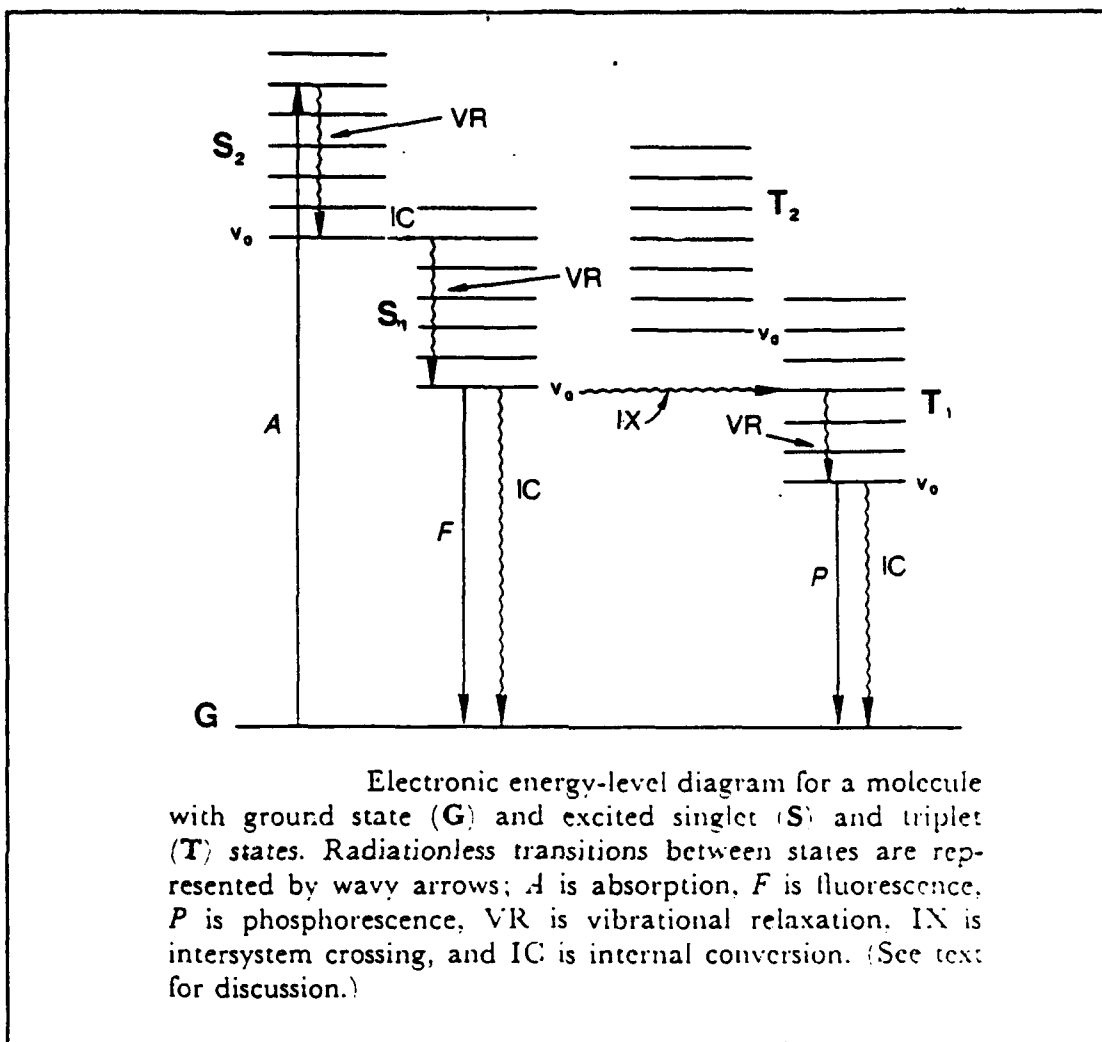 VR
S₂
T₂
IC
v₀
VR
S₁
v₀
v₀
T₁
IX
VR
A
IC
v₀
F
IC
P
G
Electronic energy-level diagram for a molecule
with ground state (G) and excited singlet (S) and triplet
(T) states. Radiationless transitions between states are rep-
resented by wavy arrows; A is absorption, F is fluorescence,
P is phosphorescence, VR is vibrational relaxation, IX is
intersystem crossing, and IC is internal conversion. (See text
for discussion.)